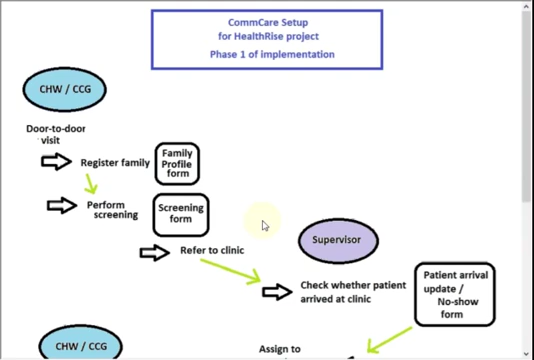 CommCare Setup
for HealthRise project
Phase 1 of implementation
CHW / CCG
Door-to-door
visit
Register family
Family
Profile
form
Perform
screening
Screening
form
Refer to clinic
Supervisor
Check whether patient
arrived at clinic
Patient arrival
update /
No-show
form
CHW / CCG
Assign to